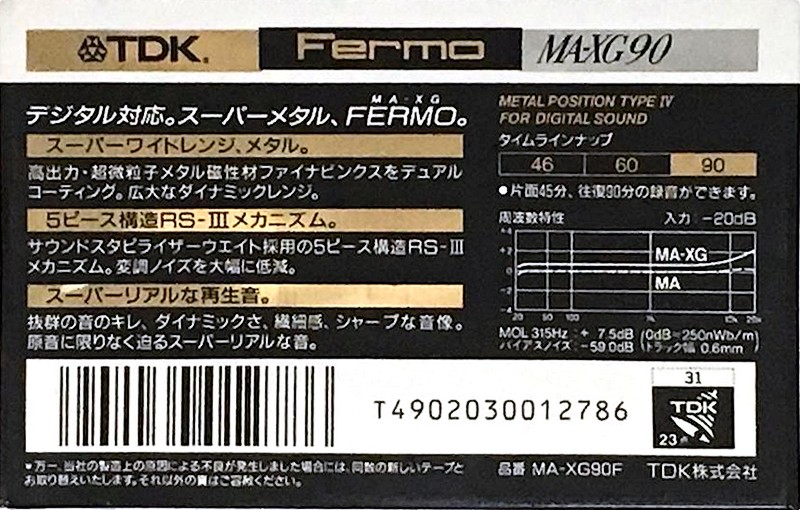 TDK. Fermo MA-XG90
MA-XG
デジタル対応。スーパーメタル、FERMO。
スーパーワイドレンジ、メタル。
高出力・超微粒子メタル磁性材ファイナビンクスをデュアル
コーティング。広大なダイナミックレンジ。
5ピース構造RS-IIIメカニズム。
サウンドスタビライザーウエイト採用の5ピース構造RS-III
メカニズム。変調ノイズを大幅に低減。
スーパーリアルな再生音。
抜群の音のキレ、ダイナミックさ、繊細感、シャープな音像。
原音に限りなく迫るスーパーリアルな音。
METAL POSITION TYPE IV
FOR DIGITAL SOUND
タイムラインナップ
46 60 90
●片面45分、往復90分の録音ができます。
周波数特性 入力 -20dB
+4
+2
0
-2
-4
MA-XG
MA
20 50 100 1k 10k 20k
MOL 315Hz : + 7.5dB (0dB=250nWb/m)
バイアスノイズ : -59.0dB (トラック幅 0.6mm)
T4902030012786
31
TDK
23
*万一、当社の製造上の原因による不良が発生しました場合には、同数の新しいテープと
お取り替えいたします。それ以外の責はご容赦ください。
品番 MA-XG90F TDK株式会社